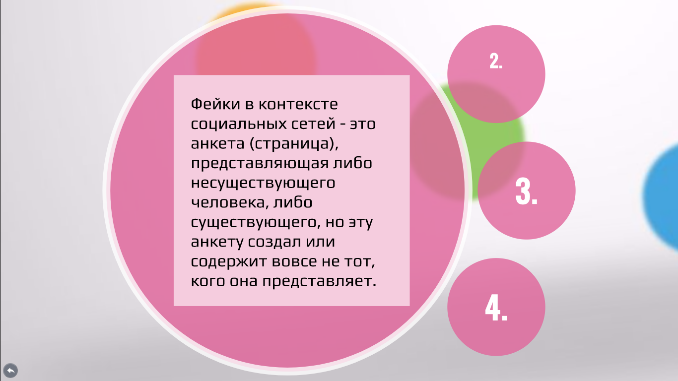 Фейки в контексте
социальных сетей - это
анкета (страница),
представляющая либо
несуществующего
человека, либо
существующего, но эту
анкету создал или
содержит вовсе не тот,
кого она представляет.
2.
3.
4.